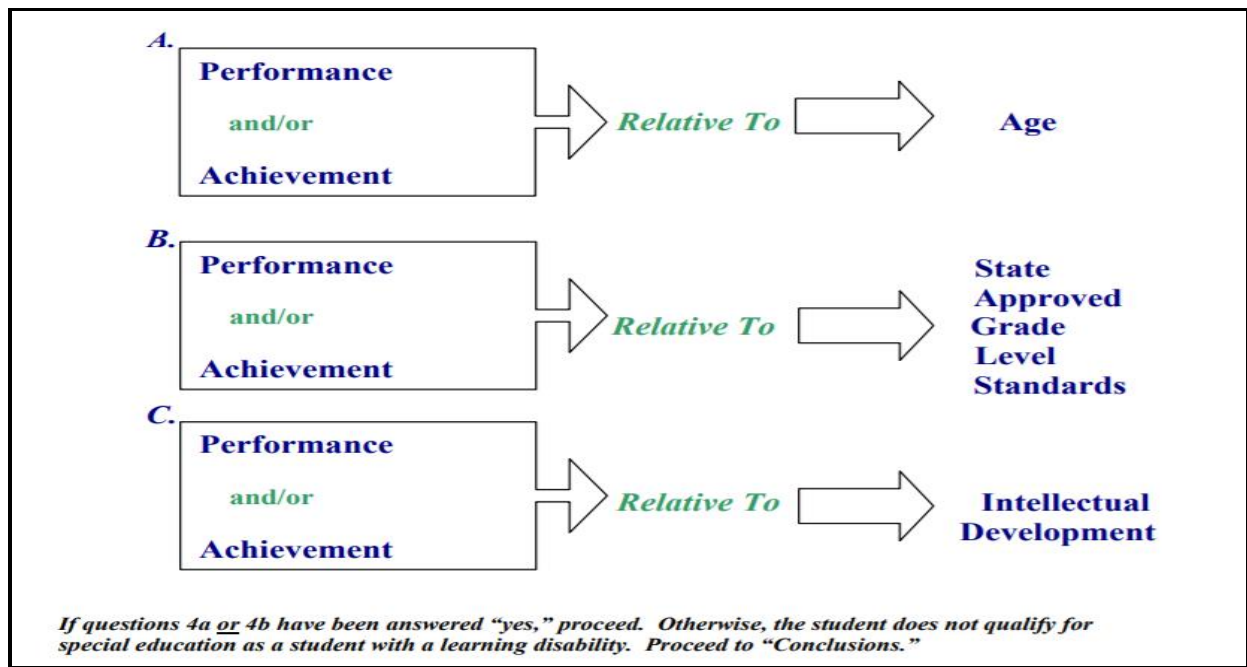 A.
Performance
and/or
Achievement
Relative To
Age
B.
Performance
and/or
Achievement
Relative To
State
Approved
Grade
Level
Standards
C.
Performance
and/or
Achievement
Relative To
Intellectual
Development
If questions 4a or 4b have been answered “yes,” proceed. Otherwise, the student does not qualify for
special education as a student with a learning disability. Proceed to “Conclusions.”